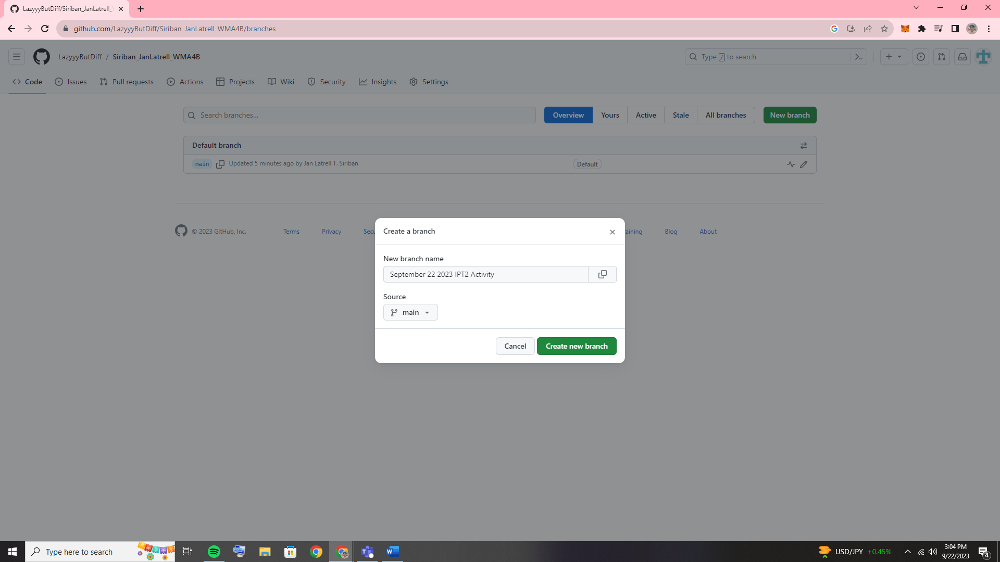 LazyyyButDiff/Siriban_JanLatrell_
github.com/LazyyyButDiff/Siriban_JanLatrell_WMA4B/branches
LazyyyButDiff / Siriban_JanLatrell_WMA4B
Type / to search
Code Issues Pull requests Actions Projects Wiki Security Insights Settings
Search branches...
Overview Yours Active Stale All branches New branch
Default branch
main Updated 5 minutes ago by Jan Latrell T. Siriban Default
© 2023 GitHub, Inc. Terms Privacy Secu raining Blog About
Create a branch
New branch name
September 22 2023 IPT2 Activity
Source
main
Cancel Create new branch
Type here to search
USD/JPY +0.45%
3:04 PM
9/22/2023
4